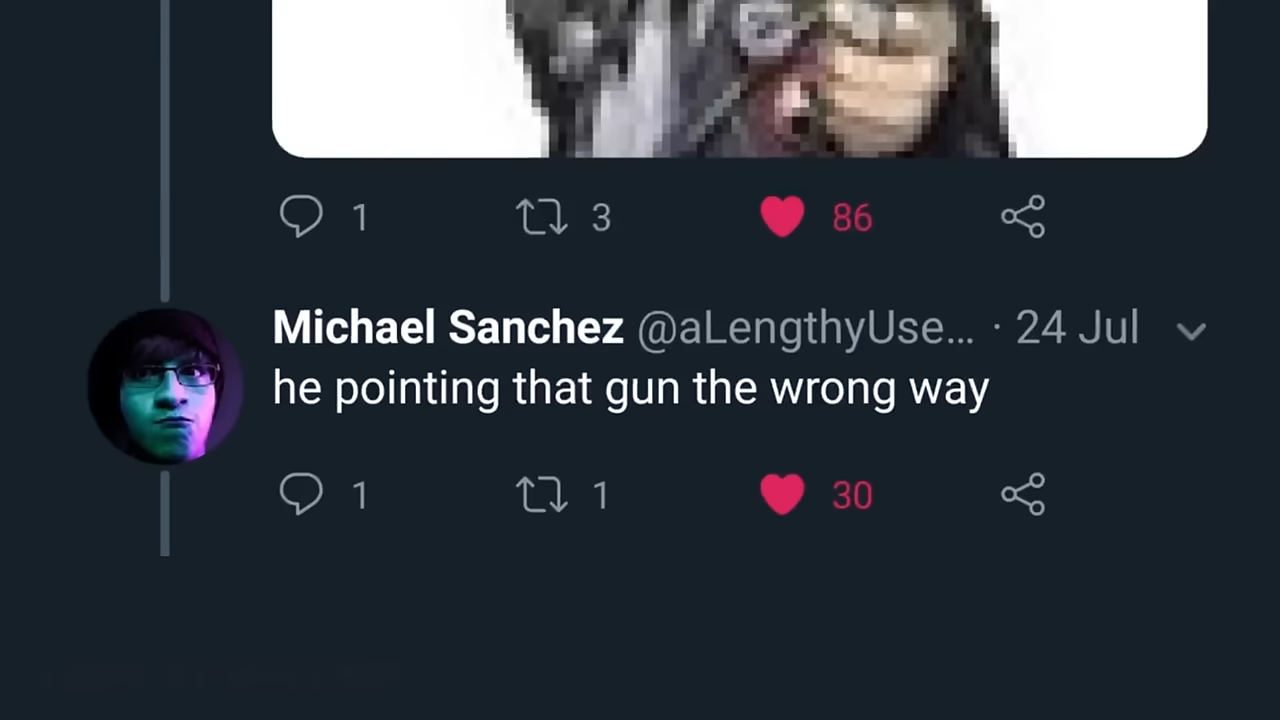 1 3 86
Michael Sanchez @aLengthyUse... · 24 Jul
he pointing that gun the wrong way
1 1 30